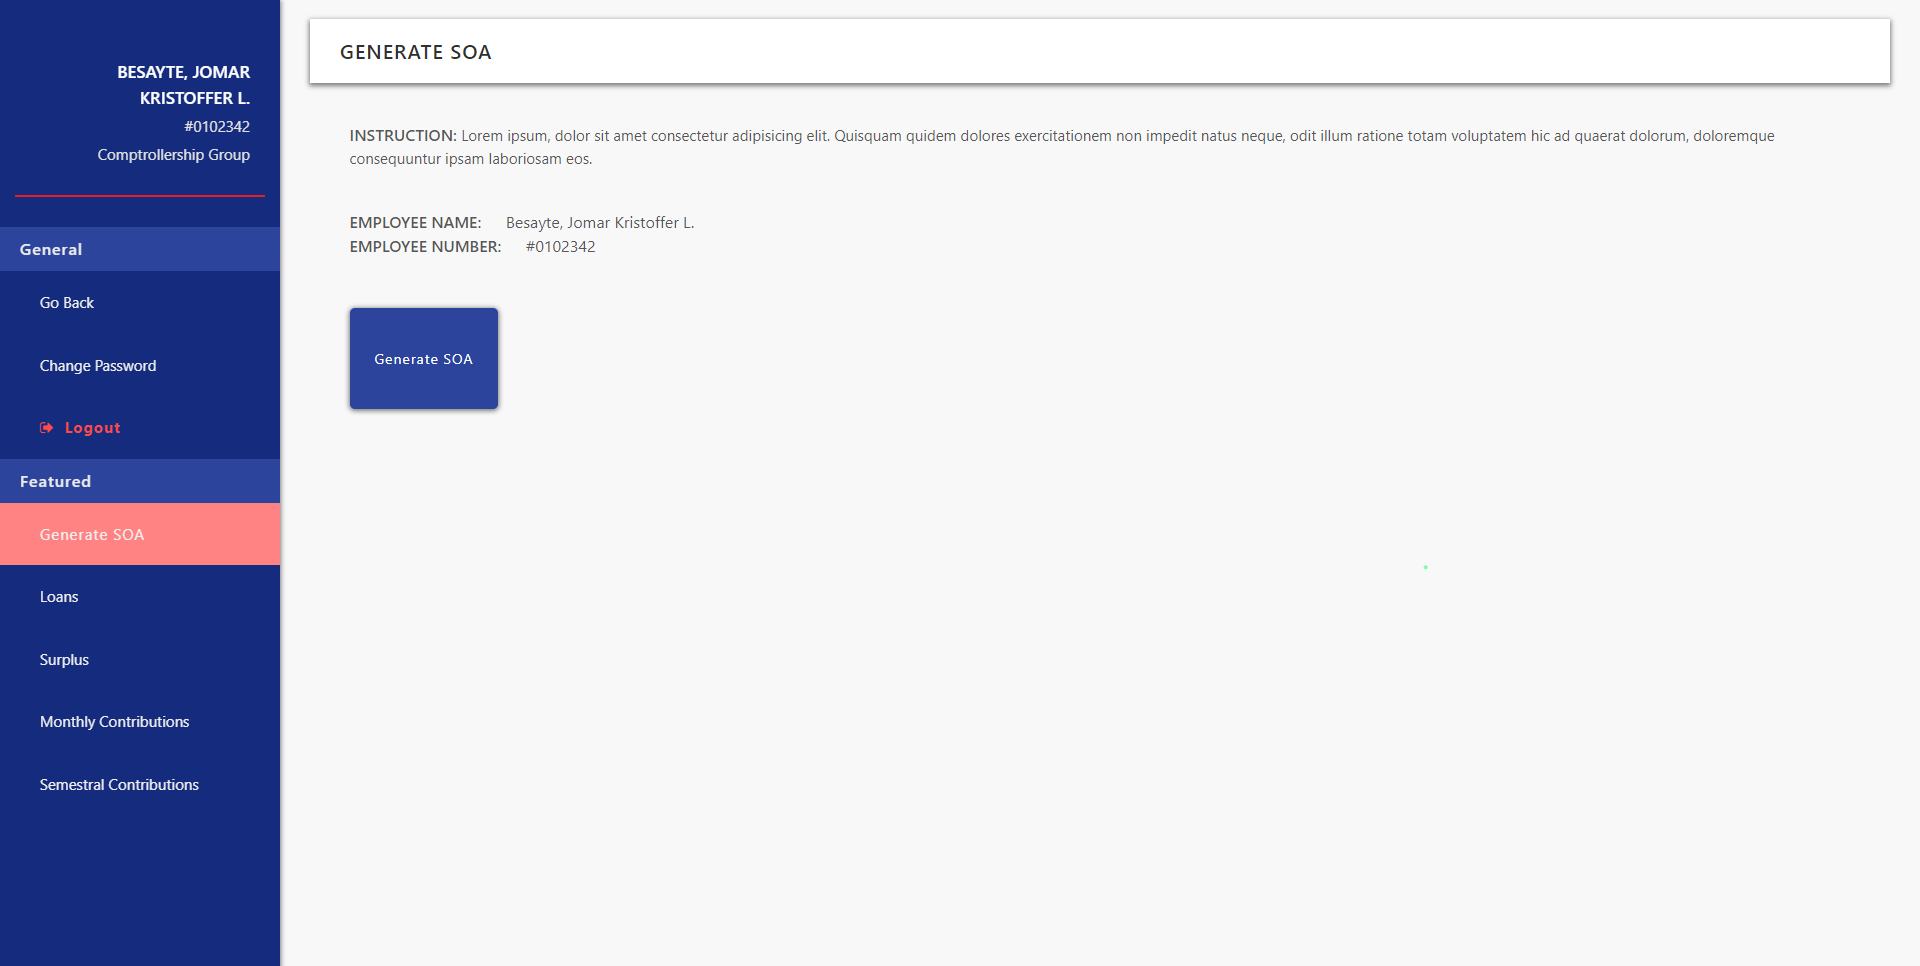 BESAYTE, JOMAR
KRISTOFFER L.
#0102342
Comptrollership Group
General
Go Back
Change Password
Logout
Featured
Generate SOA
Loans
Surplus
Monthly Contributions
Semestral Contributions
GENERATE SOA
INSTRUCTION: Lorem ipsum, dolor sit amet consectetur adipisicing elit. Quisquam quidem dolores exercitationem non impedit natus neque, odit illum ratione totam voluptatem hic ad quaerat dolorum, doloremque
consequuntur ipsam laboriosam eos.
EMPLOYEE NAME: Besayte, Jomar Kristoffer L.
EMPLOYEE NUMBER: #0102342
Generate SOA